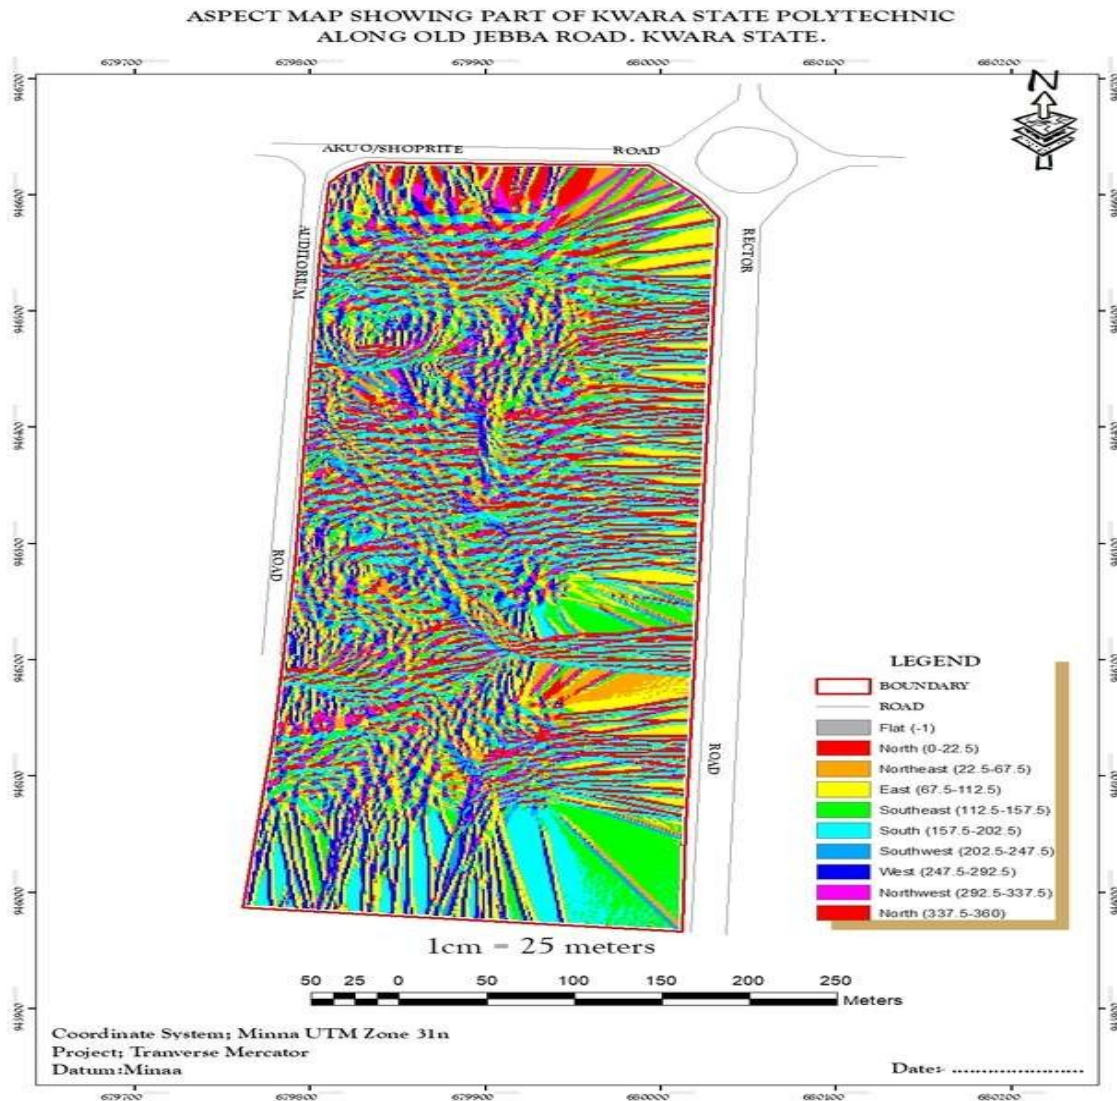 ASPECT MAP SHOWING PART OF KWARA STATE POLYTECHNIC
ALONG OLD JEBBA ROAD. KWARA STATE.
679700 679800 679900 680000 680100 680200
N
AKUO/SHOPRITE ROAD
AUDITORIUM
RECTOR
ROAD
ROAD
LEGEND
BOUNDARY
ROAD
Flat (-1)
North (0-22.5)
Northeast (22.5-67.5)
East (67.5-112.5)
Southeast (112.5-157.5)
South (157.5-202.5)
Southwest (202.5-247.5)
West (247.5-292.5)
Northwest (292.5-337.5)
North (337.5-360)
1cm = 25 meters
50 25 0 50 100 150 200 250
Meters
Coordinate System; Minna UTM Zone 31n
Project; Tranverse Mercator
Datum:Minaa
Date:- ......................
679700 679800 679900 680000 680100 680200